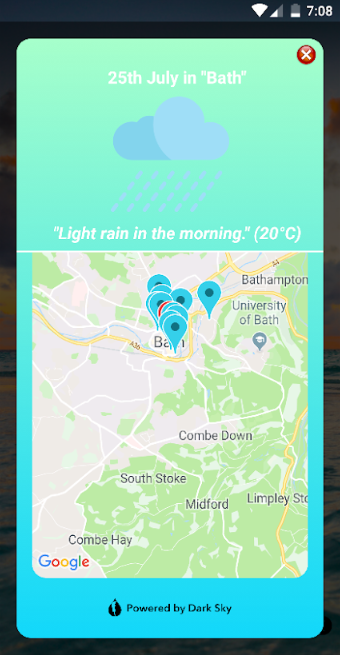 7:08
25th July in "Bath"
"Light rain in the morning." (20°C)
Bathampton
University
of Bath
A36
Bath
Combe Down
South Stoke
Midford
Limpley Sto
Combe Hay
Google
Powered by Dark Sky